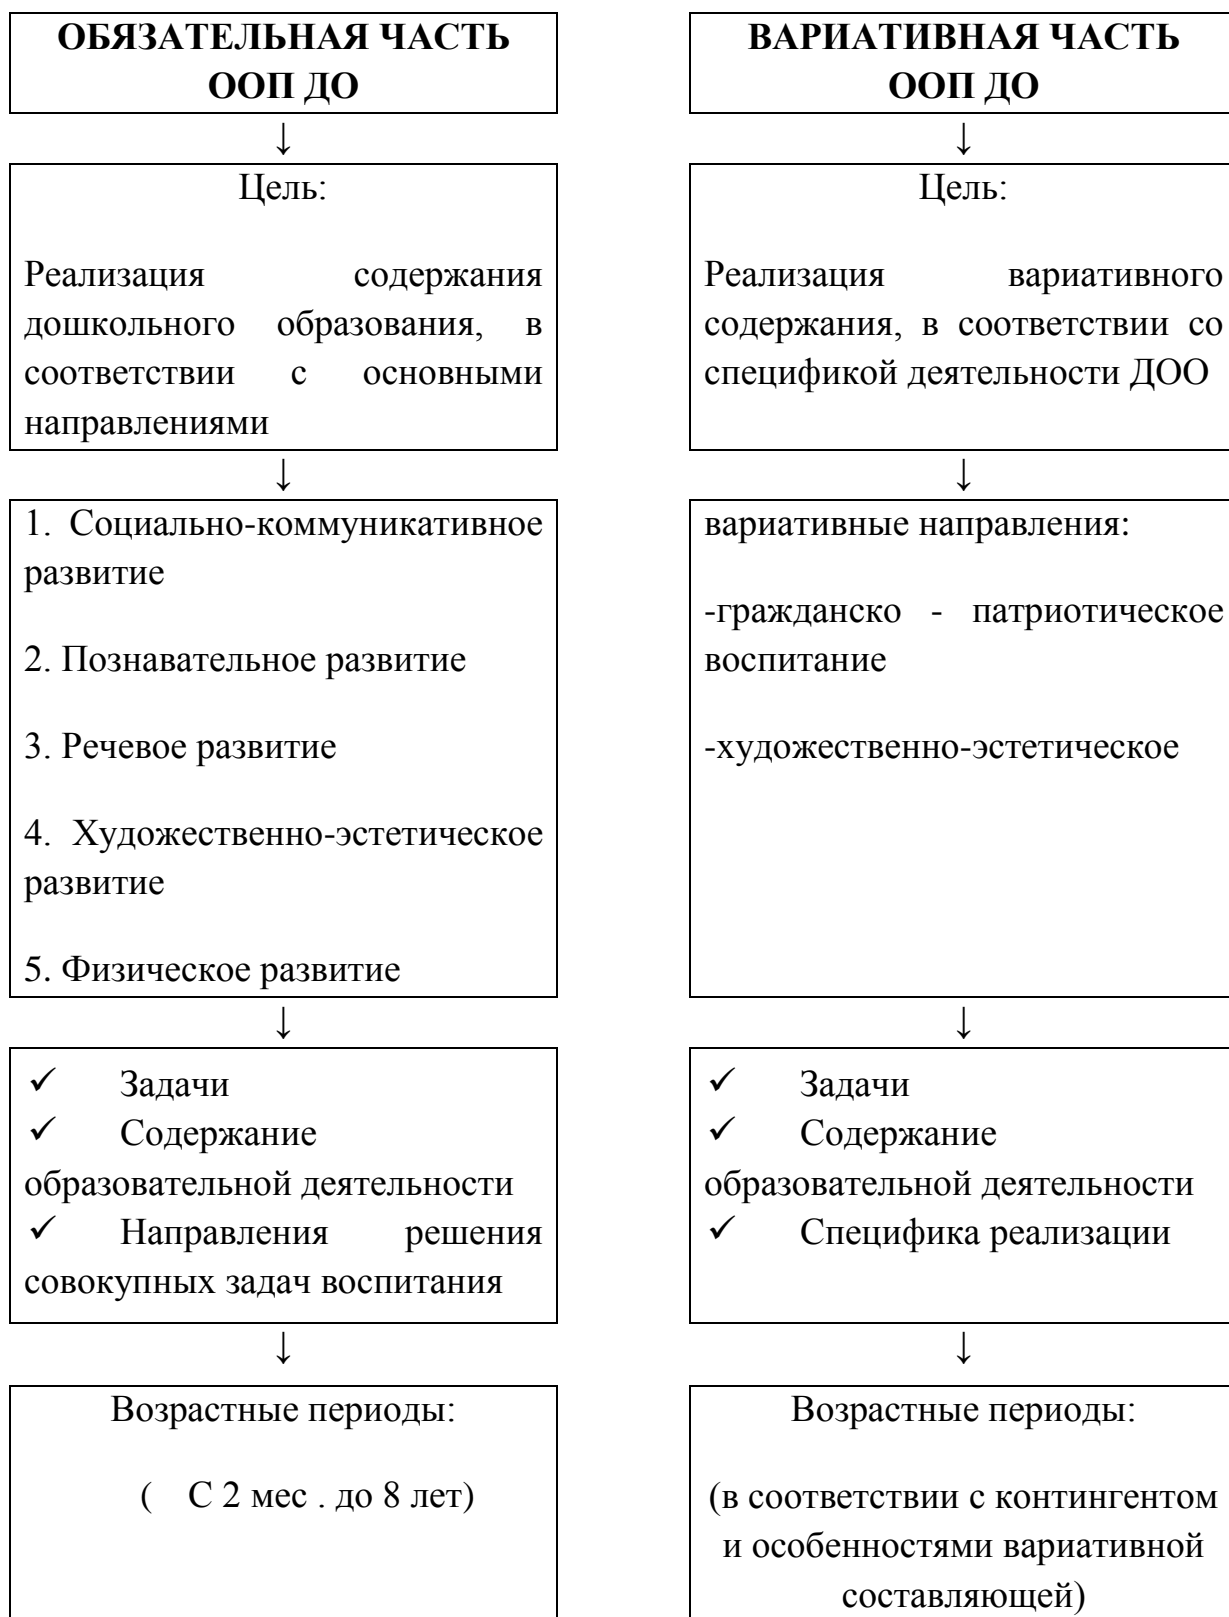 ОБЯЗАТЕЛЬНАЯ ЧАСТЬ
ООП ДО
↓
Цель:
Реализация содержания
дошкольного образования, в
соответствии с основными
направлениями
↓
1. Социально-коммуникативное
развитие
2. Познавательное развитие
3. Речевое развитие
4. Художественно-эстетическое
развитие
5. Физическое развитие
↓
✓ Задачи
✓ Содержание
образовательной деятельности
✓ Направления решения
совокупных задач воспитания
↓
Возрастные периоды:
( С 2 мес . до 8 лет)
ВАРИАТИВНАЯ ЧАСТЬ
ООП ДО
↓
Цель:
Реализация вариативного
содержания, в соответствии со
спецификой деятельности ДОО
↓
вариативные направления:
-гражданско - патриотическое
воспитание
-художественно-эстетическое
↓
✓ Задачи
✓ Содержание
образовательной деятельности
✓ Специфика реализации
↓
Возрастные периоды:
(в соответствии с контингентом
и особенностями вариативной
составляющей)